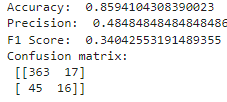 Accuracy:  0.8594104308390023
Precision:  0.48484848484848486
F1 Score:  0.34042553191489355
Confusion matrix:
 [[363  17]
 [ 45  16]]